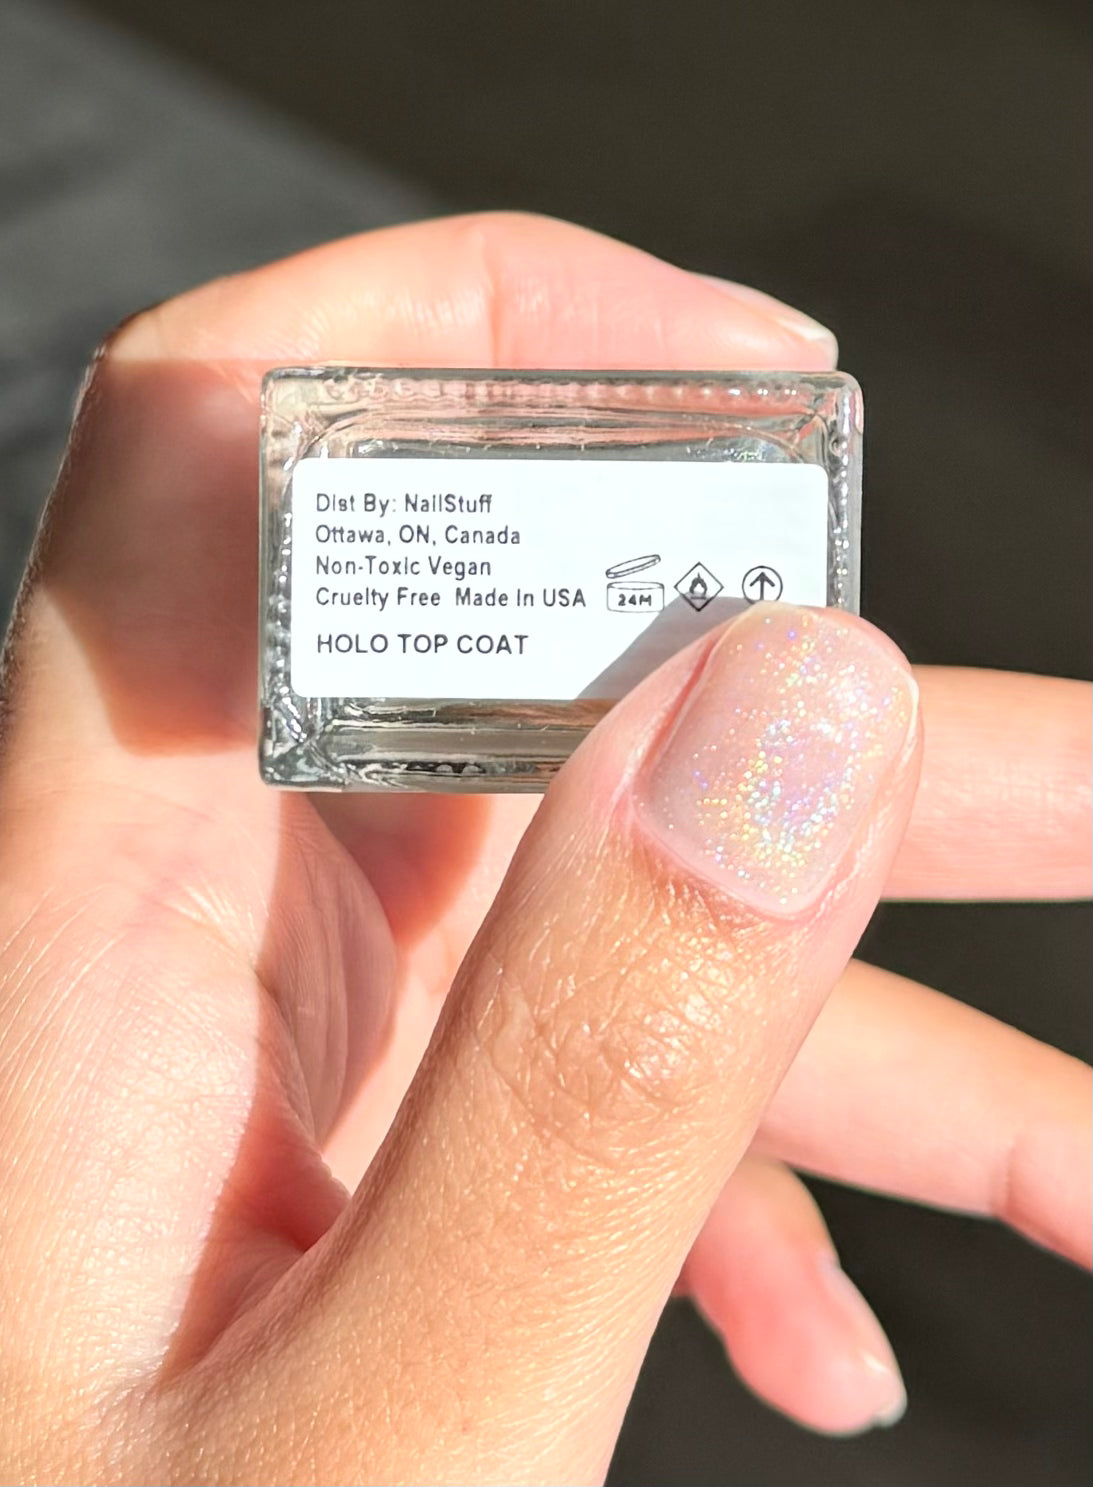 Dist By: NailStuff
Ottawa, ON, Canada
Non-Toxic Vegan
Cruelty Free Made In USA
24M
HOLO TOP COAT